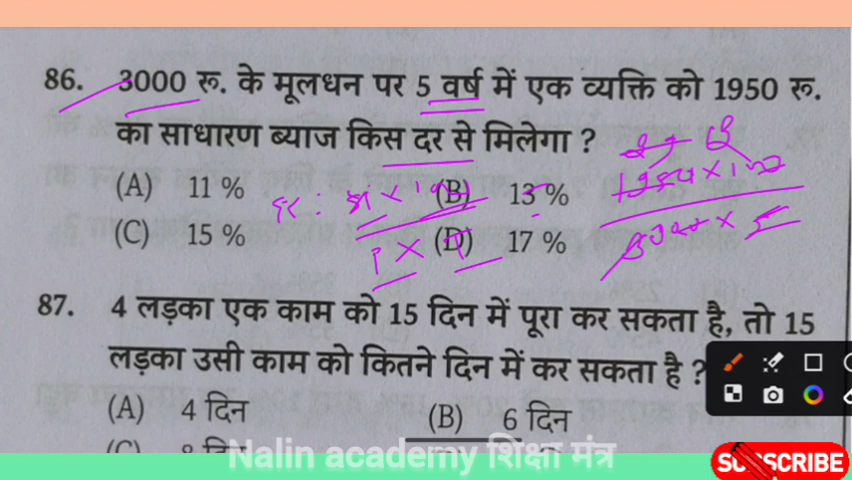 86. 3000 रू. के मूलधन पर 5 वर्ष में एक व्यक्ति को 1950 रू.
का साधारण ब्याज किस दर से मिलेगा ?
(A) 11 % (B) 13 %
(C) 15 % (D) 17 %
87. 4 लड़का एक काम को 15 दिन में पूरा कर सकता है, तो 15
लड़का उसी काम को कितने दिन में कर सकता है ?
(A) 4 दिन (B) 6 दिन
Nalin academy शिक्षा मंत्र
SUBSCRIBE